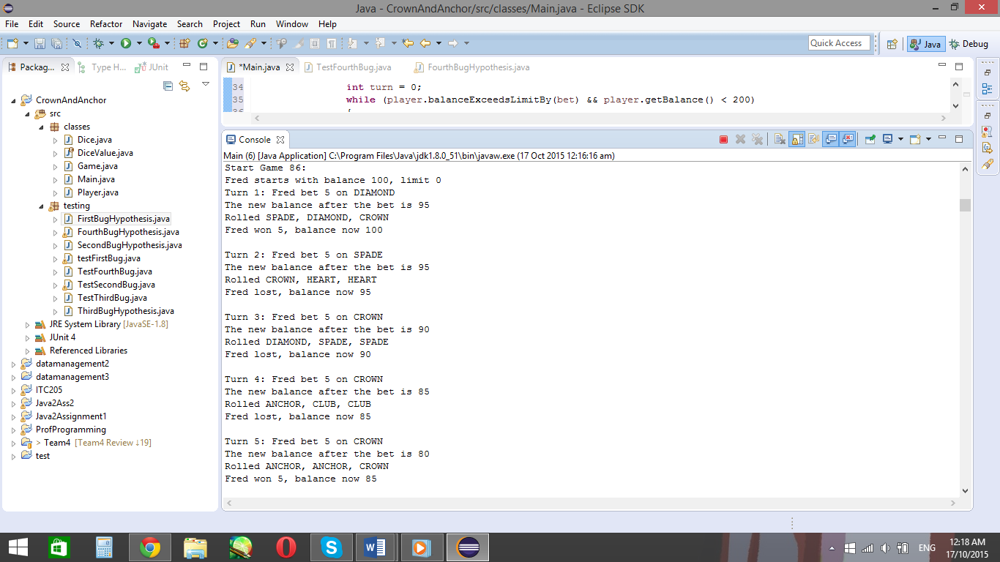 Java - CrownAndAnchor/src/classes/Main.java - Eclipse SDK
File Edit Source Refactor Navigate Search Project Run Window Help
Quick Access Java Debug
Packag... Type H... JUnit
CrownAndAnchor
src
classes
Dice.java
DiceValue.java
Game.java
Main.java
Player.java
testing
FirstBugHypothesis.java
FourthBugHypothesis.java
SecondBugHypothesis.java
testFirstBug.java
TestFourthBug.java
TestSecondBug.java
TestThirdBug.java
ThirdBugHypothesis.java
JRE System Library [JavaSE-1.8]
JUnit 4
Referenced Libraries
datamanagement2
datamanagement3
ITC205
Java2Ass2
Java2Assignment1
ProfProgramming
> Team4 [Team4 Review ↓19]
test
*Main.java TestFourthBug.java FourthBugHypothesis.java
34 int turn = 0;
35 while (player.balanceExceedsLimitBy(bet) && player.getBalance() < 200)
36 {
Console
Main (6) [Java Application] C:\Program Files\Java\jdk1.8.0_51\bin\javaw.exe (17 Oct 2015 12:16:16 am)
Start Game 86:
Fred starts with balance 100, limit 0
Turn 1: Fred bet 5 on DIAMOND
The new balance after the bet is 95
Rolled SPADE, DIAMOND, CROWN
Fred won 5, balance now 100
Turn 2: Fred bet 5 on SPADE
The new balance after the bet is 95
Rolled CROWN, HEART, HEART
Fred lost, balance now 95
Turn 3: Fred bet 5 on CROWN
The new balance after the bet is 90
Rolled DIAMOND, SPADE, SPADE
Fred lost, balance now 90
Turn 4: Fred bet 5 on CROWN
The new balance after the bet is 85
Rolled ANCHOR, CLUB, CLUB
Fred lost, balance now 85
Turn 5: Fred bet 5 on CROWN
The new balance after the bet is 80
Rolled ANCHOR, ANCHOR, CROWN
Fred won 5, balance now 85
ENG
12:18 AM
17/10/2015